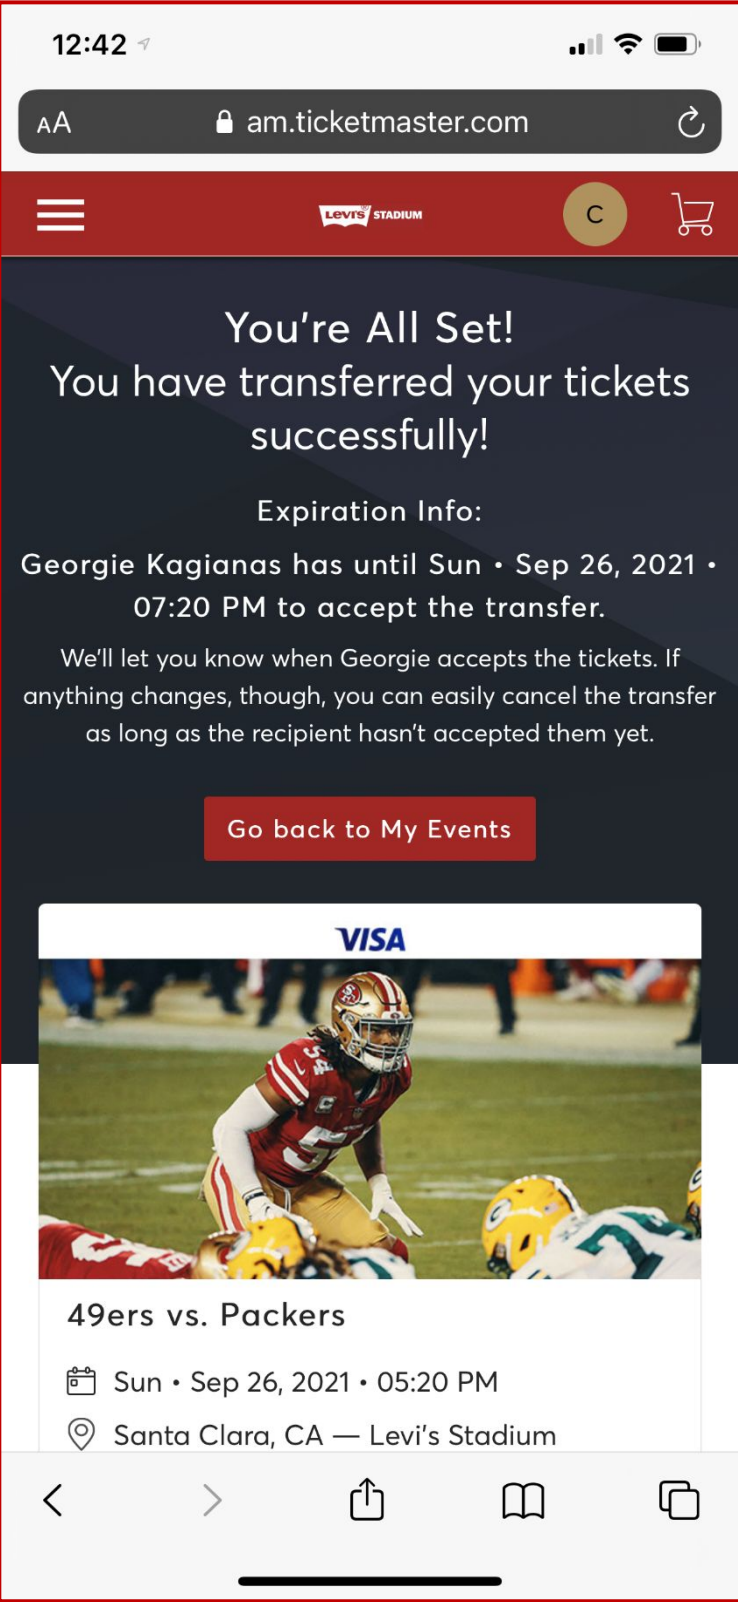 12:42
AA am.ticketmaster.com
LEVI'S STADIUM C
You're All Set!
You have transferred your tickets
successfully!
Expiration Info:
Georgie Kagianas has until Sun • Sep 26, 2021 •
07:20 PM to accept the transfer.
We'll let you know when Georgie accepts the tickets. If
anything changes, though, you can easily cancel the transfer
as long as the recipient hasn't accepted them yet.
Go back to My Events
VISA
54
C
54
G
49ers vs. Packers
Sun • Sep 26, 2021 • 05:20 PM
Santa Clara, CA — Levi's Stadium